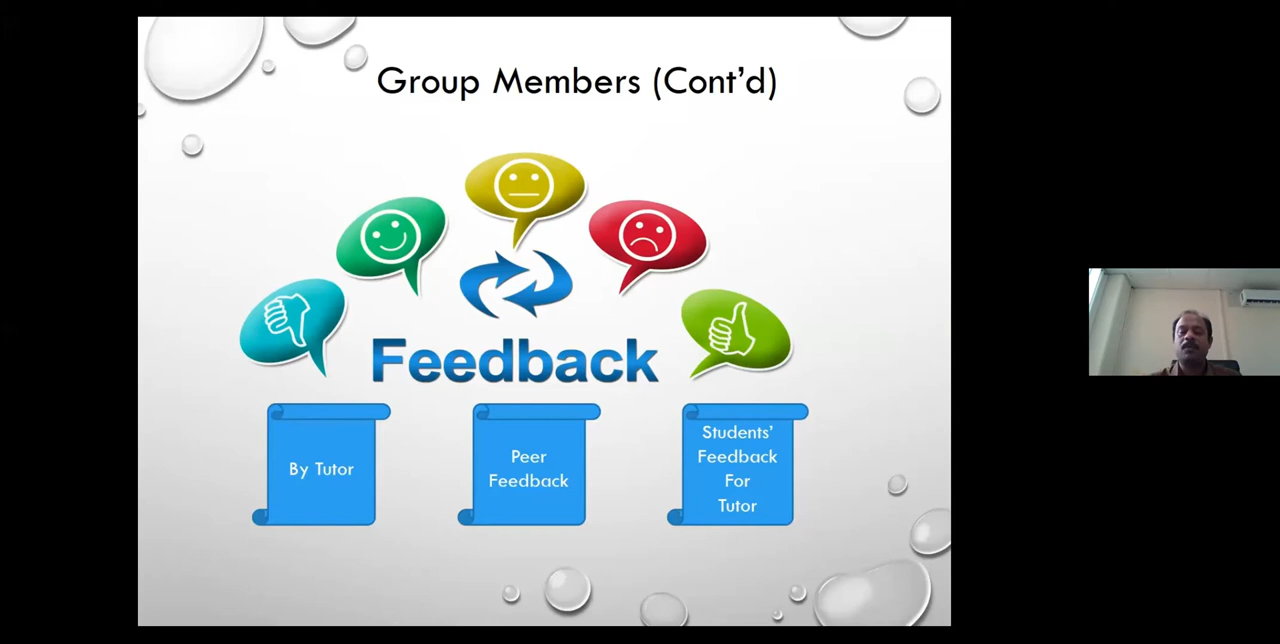 Group Members (Cont'd)
Feedback
By Tutor
Peer
Feedback
Students'
Feedback
For
Tutor